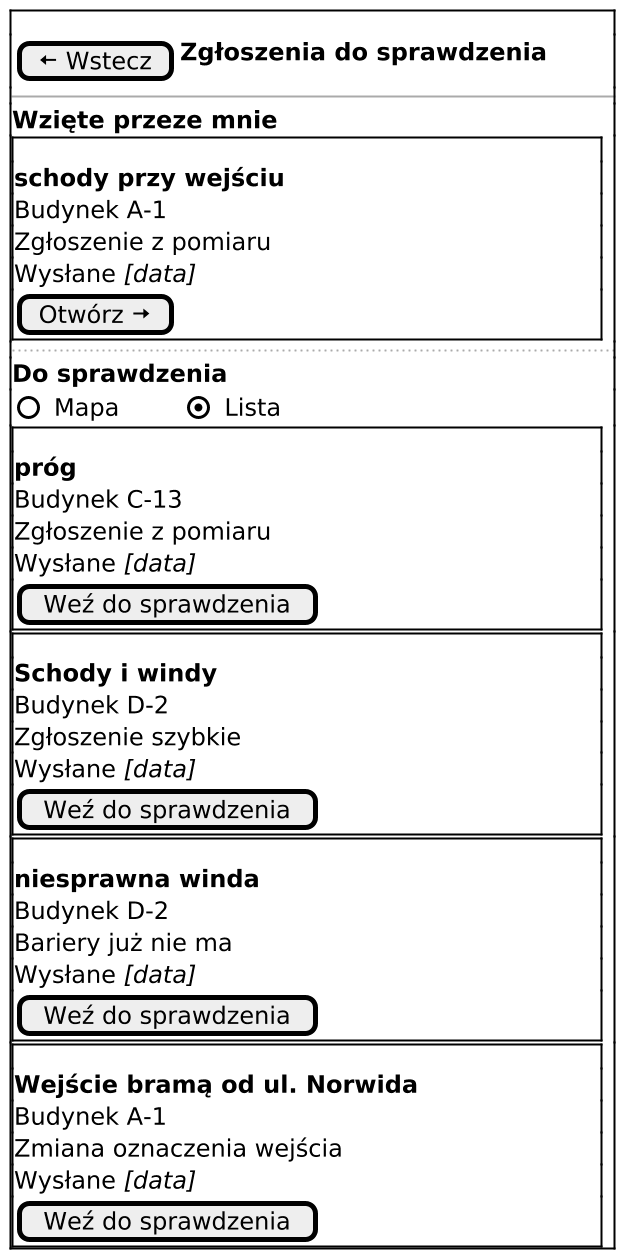 ← Wstecz Zgłoszenia do sprawdzenia
Wzięte przeze mnie
schody przy wejściu
Budynek A-1
Zgłoszenie z pomiaru
Wysłane [data]
Otwórz →
Do sprawdzenia
Mapa Lista
próg
Budynek C-13
Zgłoszenie z pomiaru
Wysłane [data]
Weź do sprawdzenia
Schody i windy
Budynek D-2
Zgłoszenie szybkie
Wysłane [data]
Weź do sprawdzenia
niesprawna winda
Budynek D-2
Bariery już nie ma
Wysłane [data]
Weź do sprawdzenia
Wejście bramą od ul. Norwida
Budynek A-1
Zmiana oznaczenia wejścia
Wysłane [data]
Weź do sprawdzenia